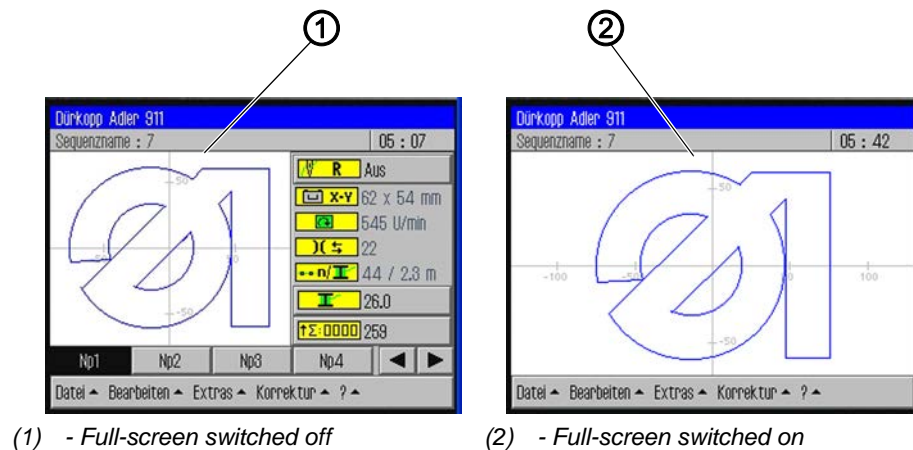 1
2
Dürkopp Adler 911
Sequenzname : 7
05 : 07
50
-50
50
-50
R Aus
X-Y 62 x 54 mm
545 U/min
)( 22
n/ 44 / 2.3 m
26.0
↑Σ:0000 259
Np1 Np2 Np3 Np4
Datei Bearbeiten Extras Korrektur ?
Dürkopp Adler 911
Sequenzname : 7
05 : 42
50
-100 -50 50 100
-50
Datei Bearbeiten Extras Korrektur ?
(1) - Full-screen switched off
(2) - Full-screen switched on